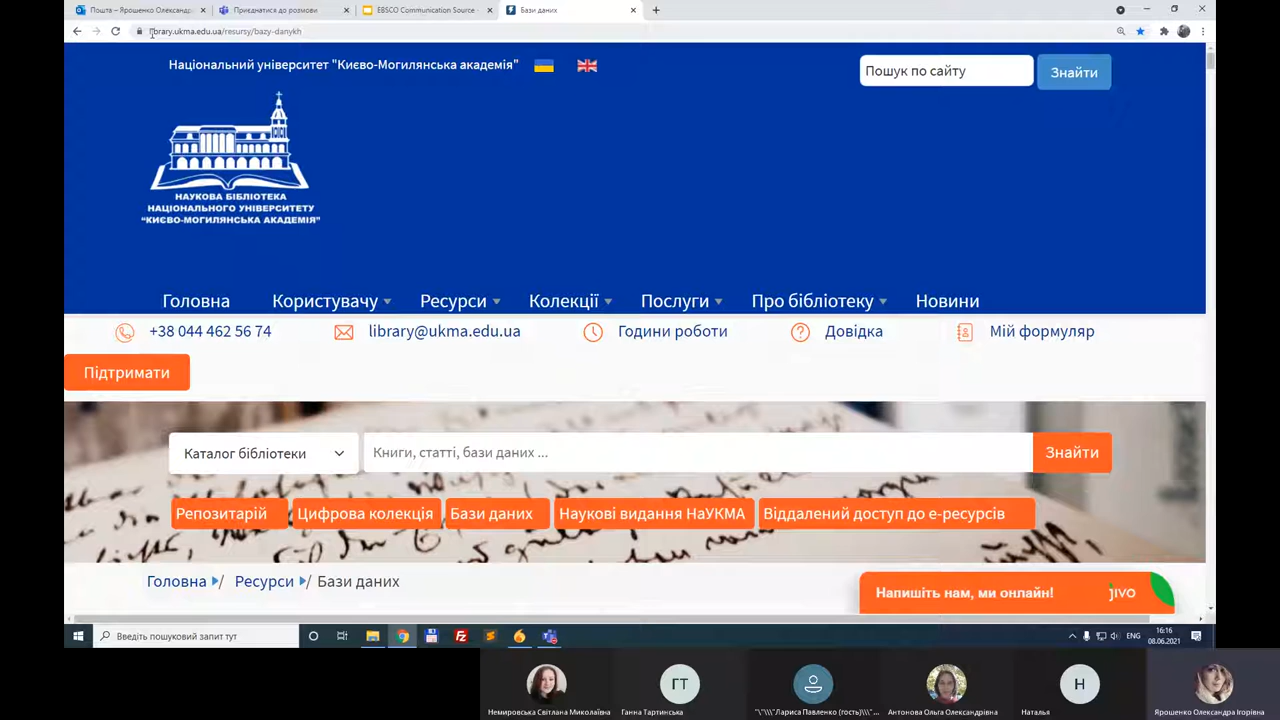 Пошта – Ярошенко Олександр
Приєднатися до розмови
EBSCO Communication Source -
Бази даних
library.ukma.edu.ua/resursy/bazy-danykh
Національний університет "Києво-Могилянська академія"
Пошук по сайту
Знайти
НАУКОВА БІБЛІОТЕКА
НАЦІОНАЛЬНОГО УНІВЕРСИТЕТУ
"КИЄВО-МОГИЛЯНСЬКА АКАДЕМІЯ"
Головна Користувачу Ресурси Колекції Послуги Про бібліотеку Новини
+38 044 462 56 74 library@ukma.edu.ua Години роботи Довідка Мій формуляр
Підтримати
Каталог бібліотеки Книги, статті, бази даних ... Знайти
Репозитарій Цифрова колекція Бази даних Наукові видання НаУКМА Віддалений доступ до е-ресурсів
Головна / Ресурси / Бази даних
Напишіть нам, ми онлайн! jivo
Введіть пошуковий запит тут
ENG
16:16
08.06.2021
ГТ
Н
Немировська Світлана Миколаївна
Ганна Тартинська
"\"\\\"Лариса Павленко (гость)\\\" ...
Антонова Ольга Олександрівна
Наталья
Ярошенко Олександра Ігорівна